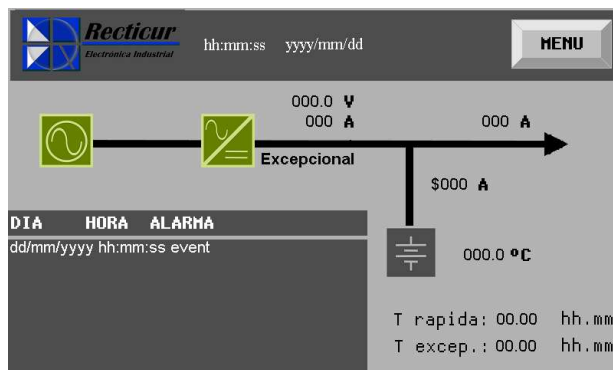 Recticur
Electrónica Industrial
hh:mm:ss yyyy/mm/dd
MENU
000.0 V
000 A
000 A
Excepcional
$000 A
DIA HORA ALARMA
dd/mm/yyyy hh:mm:ss event
000.0 ºC
T rapida: 00.00 hh.mm
T excep.: 00.00 hh.mm